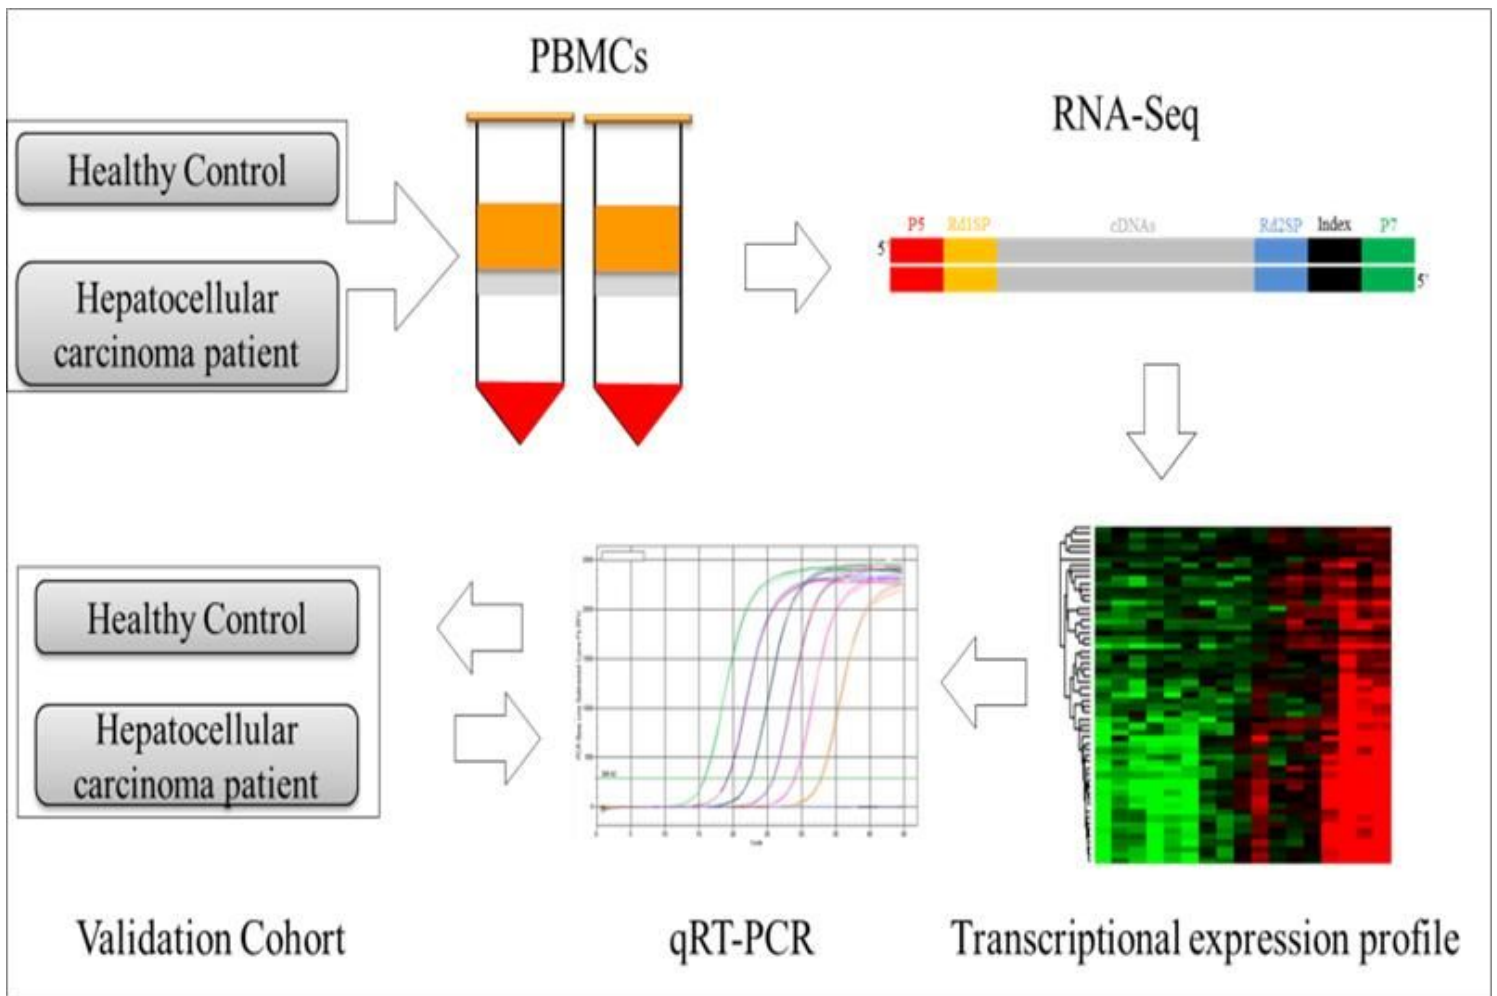 PBMCs
RNA-Seq
Healthy Control
Hepatocellular
carcinoma patient
P5 Rd1SP cDNAs Rd2SP Index P7
5'
5'
Healthy Control
Hepatocellular
carcinoma patient
Validation Cohort
qRT-PCR
Transcriptional expression profile